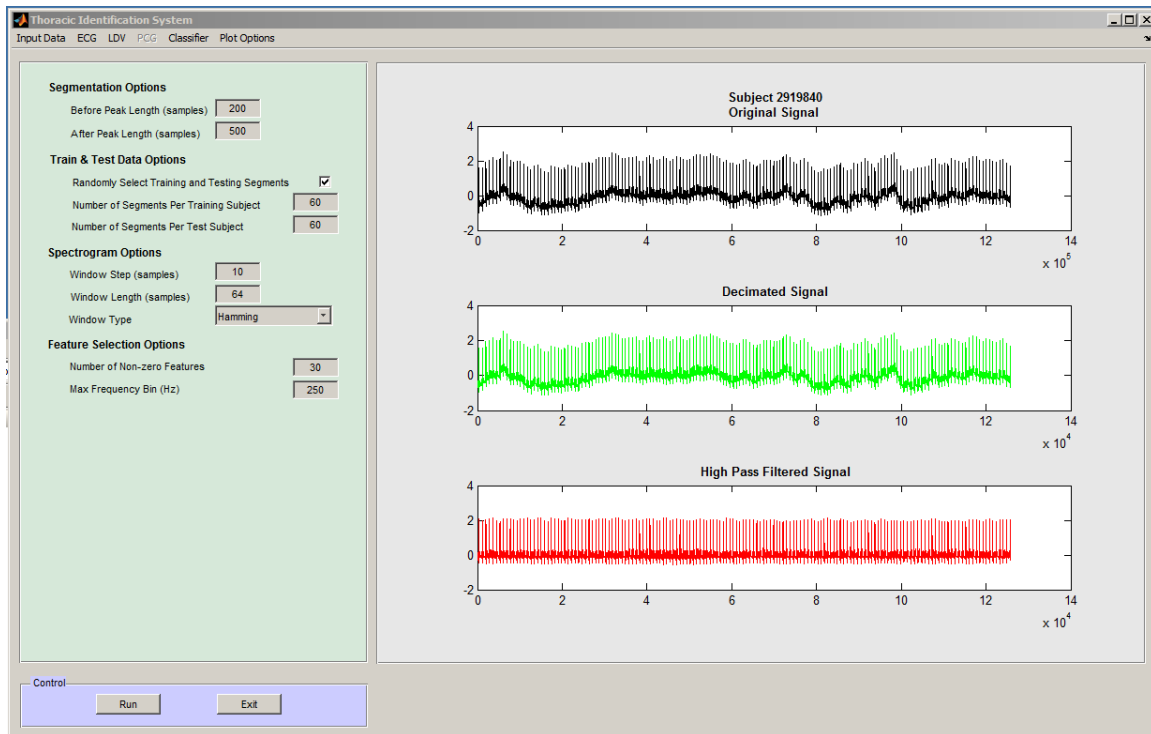 Thoracic Identification System
Input Data ECG LDV PCG Classifier Plot Options
Segmentation Options
Before Peak Length (samples) 200
After Peak Length (samples) 500
Train & Test Data Options
Randomly Select Training and Testing Segments
Number of Segments Per Training Subject 60
Number of Segments Per Test Subject 60
Spectrogram Options
Window Step (samples) 10
Window Length (samples) 64
Window Type Hamming
Feature Selection Options
Number of Non-zero Features 30
Max Frequency Bin (Hz) 250
Control
Run Exit
Subject 2919840
Original Signal
4
2
0
-2
0 2 4 6 8 10 12 14
x 10^5
Decimated Signal
4
2
0
-2
0 2 4 6 8 10 12 14
x 10^4
High Pass Filtered Signal
4
2
0
-2
0 2 4 6 8 10 12 14
x 10^4